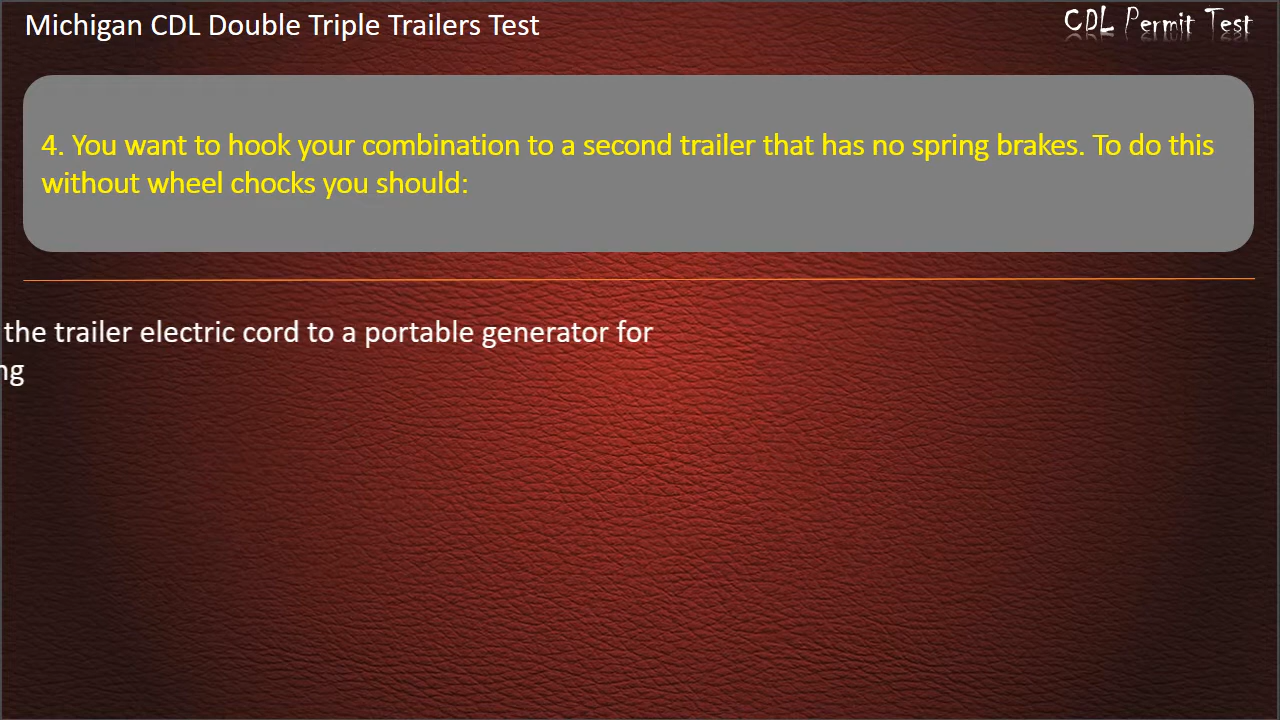 Michigan CDL Double Triple Trailers Test
CDL Permit Test
4. You want to hook your combination to a second trailer that has no spring brakes. To do this
without wheel chocks you should:
the trailer electric cord to a portable generator for
ng